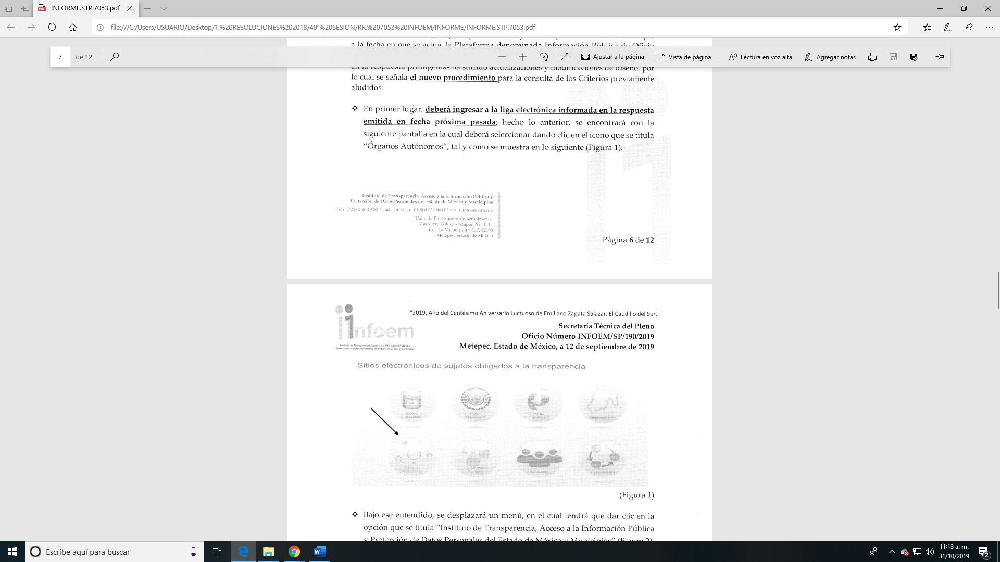 INFORME.STP.7053.pdf
file:///C:/Users/USUARIO/Desktop/1.%20RESOLUCIONES%202018/40°%20SESION/RR.%207053%20INFOEM/INFORME/INFORME.STP.7053.pdf
a la fecha en que se actúa, la Plataforma denominada Información Pública de Oficio
7 de 12
Ajustar a la página
Vista de página
Lectura en voz alta
Agregar notas
en la respuesta primigenia- ha sufrido actualizaciones y modificaciones de diseño, por
lo cual se señala el nuevo procedimiento para la consulta de los Criterios previamente
aludidos:
❖ En primer lugar, deberá ingresar a la liga electrónica informada en la respuesta
emitida en fecha próxima pasada; hecho lo anterior, se encontrará con la
siguiente pantalla en la cual deberá seleccionar dando clic en el ícono que se titula
“Órganos Autónomos”, tal y como se muestra en lo siguiente (Figura 1):
Instituto de Transparencia, Acceso a la Información Pública y
Protección de Datos Personales del Estado de México y Municipios
Tels. (722) 2 26 19 80 * Lada sin costo: 01 800 821 0441 * www.infoem.org.mx
Calle de Pino Suárez s/n actualmente
Carretera Toluca - Ixtapan No. 111,
Col. La Michoacana, C.P. 52166
Metepec, Estado de México
Página 6 de 12
infoem
Instituto de Transparencia, Acceso a la Información Pública y
Protección de Datos Personales del Estado de México y Municipios
“2019. Año del Centésimo Aniversario Luctuoso de Emiliano Zapata Salazar. El Caudillo del Sur."
Secretaría Técnica del Pleno
Oficio Número INFOEM/SP/190/2019
Metepec, Estado de México, a 12 de septiembre de 2019
Sitios electrónicos de sujetos obligados a la transparencia
Poder
Poder
Poder
(Figura 1)
❖ Bajo ese entendido, se desplazará un menú, en el cual tendrá que dar clic en la
opción que se titula “Instituto de Transparencia, Acceso a la Información Pública
y Protección de Datos Personales del Estado de México y Municipios” (Figura 2).
Escribe aquí para buscar
11:13 a. m.
31/10/2019
2